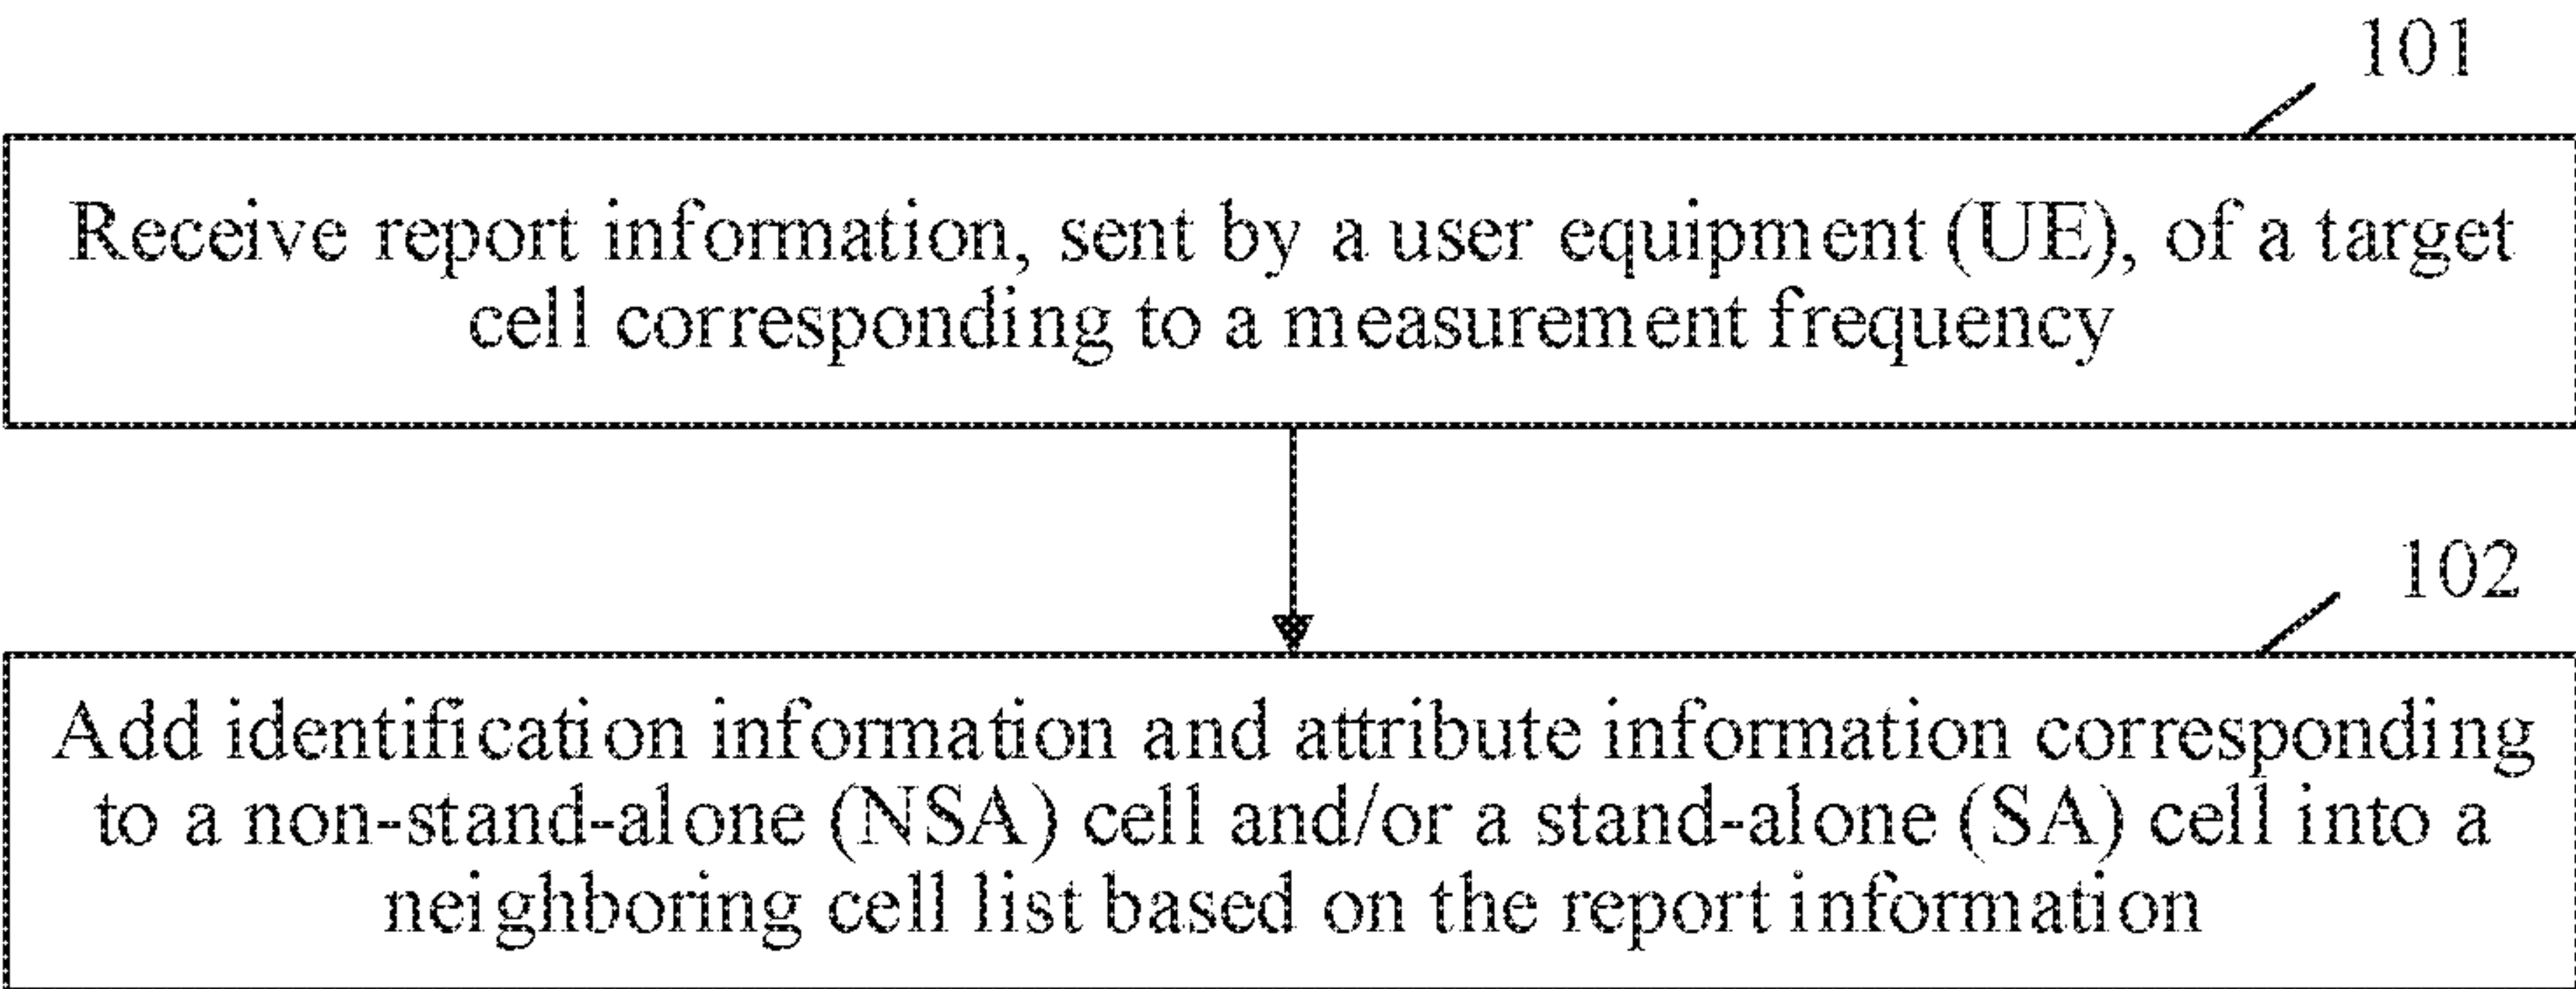 101
Receive report information, sent by a user equipment (UE), of a target
cell corresponding to a measurement frequency
102
Add identification information and attribute information corresponding
to a non-stand-alone (NSA) cell and/or a stand-alone (SA) cell into a
neighboring cell list based on the report information